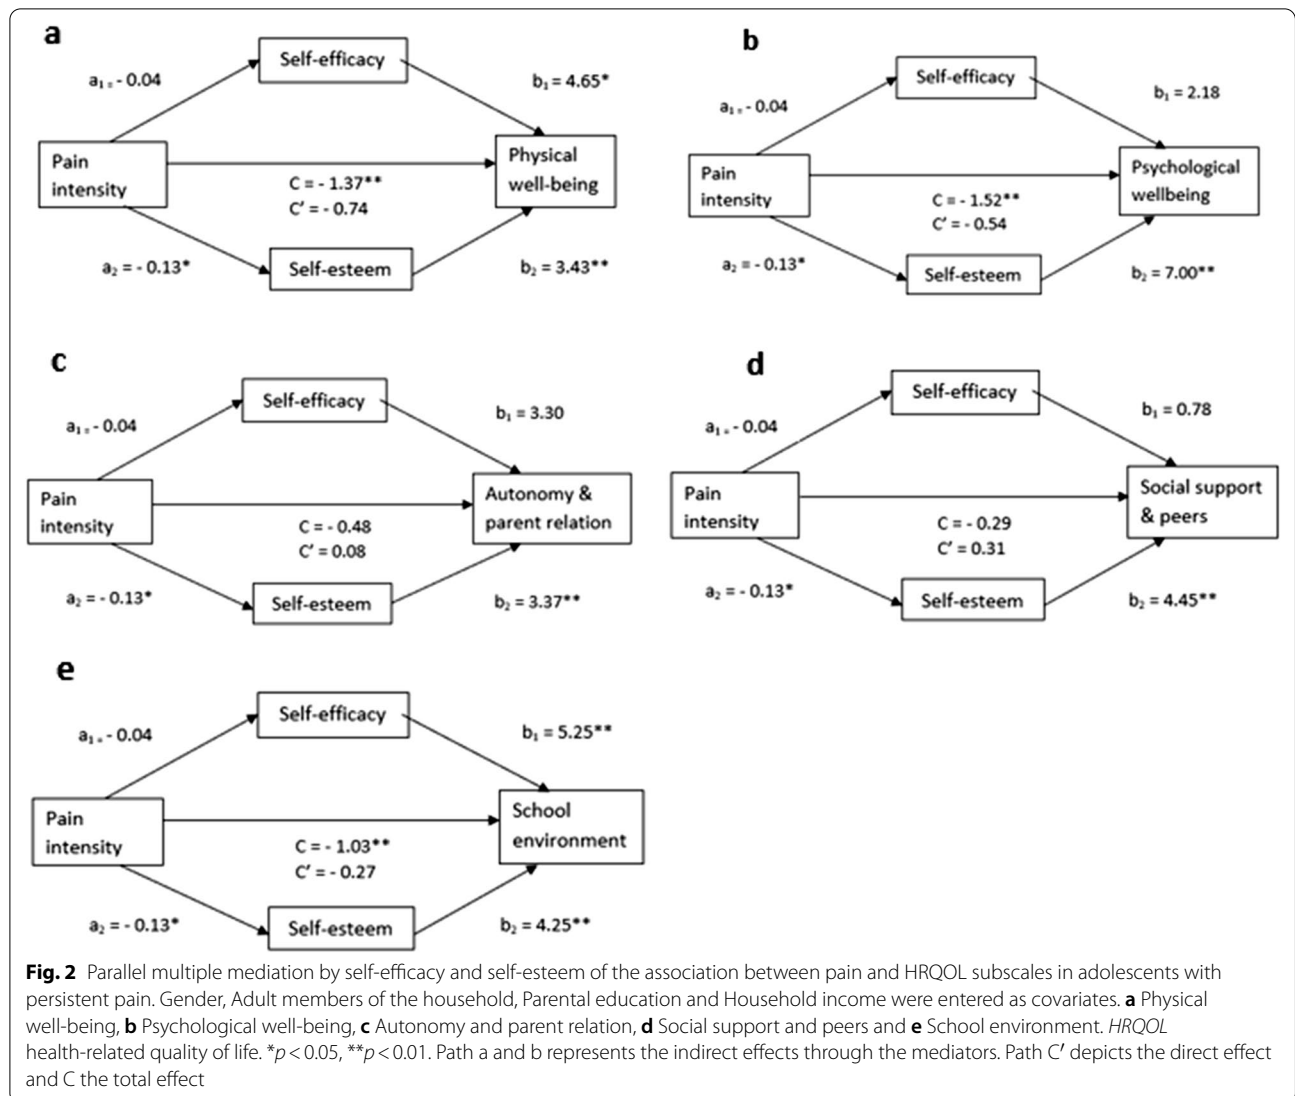 a
Self-efficacy
a₁ = - 0.04
b₁ = 4.65*
Pain
intensity
Physical
well-being
C = - 1.37**
C′ = - 0.74
a₂ = - 0.13*
Self-esteem
b₂ = 3.43**
b
Self-efficacy
a₁ = - 0.04
b₁ = 2.18
Pain
intensity
Psychological
wellbeing
C = - 1.52**
C′ = - 0.54
a₂ = - 0.13*
Self-esteem
b₂ = 7.00**
c
Self-efficacy
a₁ = - 0.04
b₁ = 3.30
Pain
intensity
Autonomy &
parent relation
C = - 0.48
C′ = 0.08
a₂ = - 0.13*
Self-esteem
b₂ = 3.37**
d
Self-efficacy
a₁ = - 0.04
b₁ = 0.78
Pain
intensity
Social support
& peers
C = - 0.29
C′ = 0.31
a₂ = - 0.13*
Self-esteem
b₂ = 4.45**
e
Self-efficacy
a₁ = - 0.04
b₁ = 5.25**
Pain
intensity
School
environment
C = - 1.03**
C′ = - 0.27
a₂ = - 0.13*
Self-esteem
b₂ = 4.25**
Fig. 2 Parallel multiple mediation by self-efficacy and self-esteem of the association between pain and HRQOL subscales in adolescents with
persistent pain. Gender, Adult members of the household, Parental education and Household income were entered as covariates. a Physical
well-being, b Psychological well-being, c Autonomy and parent relation, d Social support and peers and e School environment. HRQOL
health-related quality of life. *p < 0.05, **p < 0.01. Path a and b represents the indirect effects through the mediators. Path C′ depicts the direct effect
and C the total effect